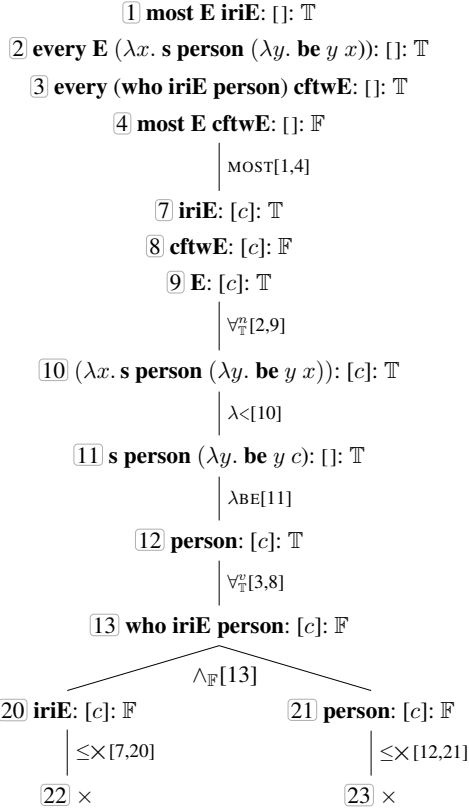 1 most E iriE: []: 𝕋
2 every E (λx. s person (λy. be y x)): []: 𝕋
3 every (who iriE person) cftwE: []: 𝕋
4 most E cftwE: []: 𝔽
MOST[1,4]
7 iriE: [c]: 𝕋
8 cftwE: [c]: 𝔽
9 E: [c]: 𝕋
∀ⁿ_𝕋[2,9]
10 (λx. s person (λy. be y x)): [c]: 𝕋
λ<[10]
11 s person (λy. be y c): []: 𝕋
λBE[11]
12 person: [c]: 𝕋
∀ᵛ_𝕋[3,8]
13 who iriE person: [c]: 𝔽
∧_𝔽[13]
20 iriE: [c]: 𝔽 21 person: [c]: 𝔽
≤×[7,20] ≤×[12,21]
22 × 23 ×